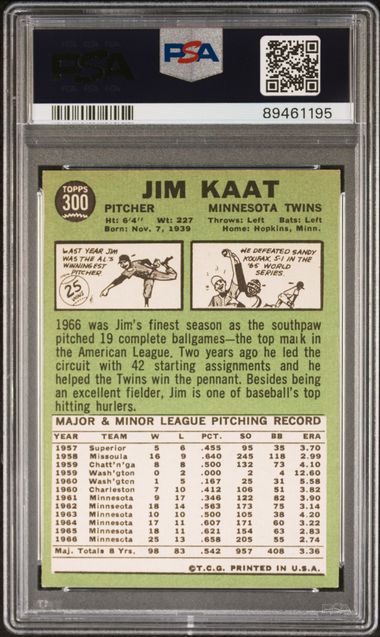 PSA
PSA
89461195
TOPPS
300
JIM KAAT
PITCHER MINNESOTA TWINS
Ht: 6'4" Wt: 227 Throws: Left Bats: Left
Born: Nov. 7, 1939 Home: Hopkins, Minn.
LAST YEAR JIM
WAS THE AL'S
WINNINGEST
PITCHER
25
WINS
HE DEFEATED SANDY
KOUFAX, 5-1 IN THE
'65 WORLD
SERIES.
1966 was Jim's finest season as the southpaw
pitched 19 complete ballgames—the top mark in
the American League. Two years ago he led the
circuit with 42 starting assignments and he
helped the Twins win the pennant. Besides being
an excellent fielder, Jim is one of baseball's top
hitting hurlers.
MAJOR & MINOR LEAGUE PITCHING RECORD
YEAR TEAM W L PCT. SO BB ERA
1957 Superior 5 6 .455 95 35 3.70
1958 Missoula 16 9 .640 245 118 2.99
1959 Chatt'n'ga 8 8 .500 132 73 4.10
1959 Wash'gton 0 2 .000 2 4 12.60
1960 Wash'gton 1 5 .167 25 31 5.58
1960 Charleston 7 10 .412 106 51 3.82
1961 Minnesota 9 17 .346 122 82 3.90
1962 Minnesota 18 14 .563 173 75 3.14
1963 Minnesota 10 10 .500 105 38 4.20
1964 Minnesota 17 11 .607 171 60 3.22
1965 Minnesota 18 11 .621 154 63 2.83
1966 Minnesota 25 13 .658 205 55 2.74
Maj. Totals 8 Yrs. 98 83 .542 957 408 3.36
©T.C.G. PRINTED IN U.S.A.